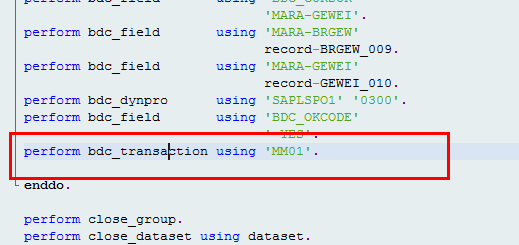 perform bdc_field using 'BDC_CURSOR'
'MARA-GEWEI'.
perform bdc_field using 'MARA-BRGEW'
record-BRGEW_009.
perform bdc_field using 'MARA-GEWEI'
record-GEWEI_010.
perform bdc_dynpro using 'SAPLSPO1' '0300'.
perform bdc_field using 'BDC_OKCODE'
'=YES'.
perform bdc_transaction using 'MM01'.
enddo.
perform close_group.
perform close_dataset using dataset.